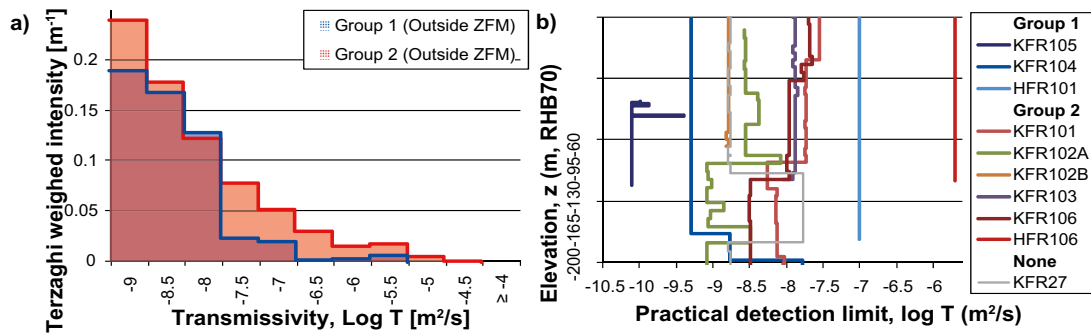 a)
Terzaghi weighed intensity [m⁻¹]
0.2
0.15
0.1
0.05
0
Group 1 (Outside ZFM)
Group 2 (Outside ZFM)
-9
-8
-7.5
-7
-6.5
-6
-5.5
-5
-4.5
≥ -4
Transmissivity, Log T [m²/s]
b)
Elevation, z (m, RHB70)
-200-165-130-95-60
-10.5
-10
-9.5
-9
-8.5
-8
-7.5
-7
-6.5
-6
Practical detection limit, log T (m²/s)
Group 1
KFR105
KFR104
HFR101
Group 2
KFR101
KFR102A
KFR102B
KFR103
KFR106
HFR106
None
KFR27